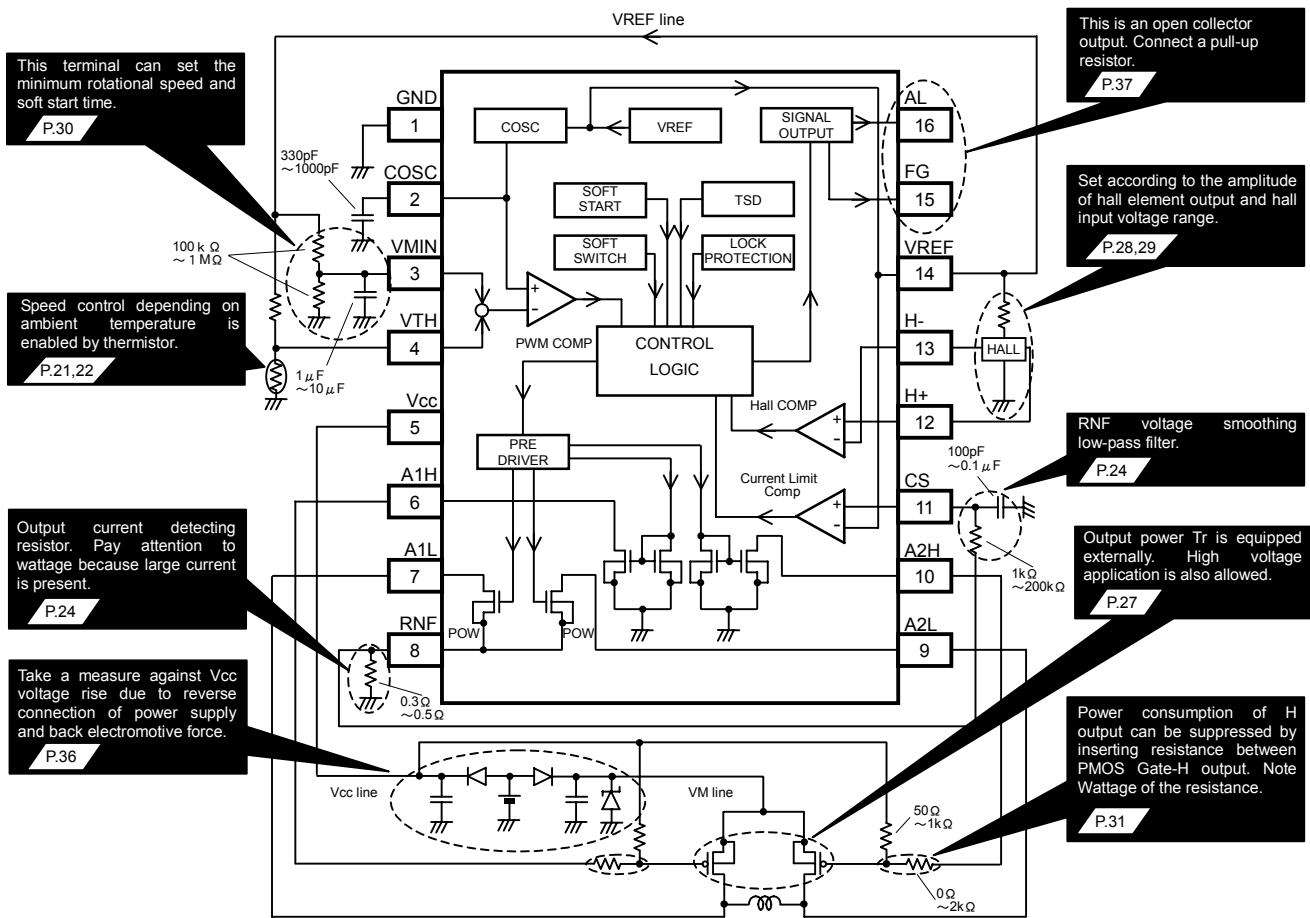 VREF line
This terminal can set the
minimum rotational speed and
soft start time.
P.30
Speed control depending on
ambient temperature is
enabled by thermistor.
P.21,22
Output current detecting
resistor. Pay attention to
wattage because large current
is present.
P.24
Take a measure against Vcc
voltage rise due to reverse
connection of power supply
and back electromotive force.
P.36
330pF
～1000pF
100 k Ω
～ 1 MΩ
1 μF
～10 μF
0.3Ω
～0.5Ω
GND
1
COSC
2
VMIN
3
VTH
4
Vcc
5
A1H
6
A1L
7
RNF
8
COSC
VREF
SIGNAL
OUTPUT
SOFT
START
TSD
SOFT
SWITCH
LOCK
PROTECTION
+
−
PWM COMP
CONTROL
LOGIC
Hall COMP
+
−
PRE
DRIVER
Current Limit
Comp
+
−
POW
POW
AL
16
FG
15
VREF
14
H-
13
H+
12
CS
11
A2H
10
A2L
9
HALL
100pF
～0.1 μF
1kΩ
～200kΩ
This is an open collector
output. Connect a pull-up
resistor.
P.37
Set according to the amplitude
of hall element output and hall
input voltage range.
P.28,29
RNF voltage smoothing
low-pass filter.
P.24
Output power Tr is equipped
externally. High voltage
application is also allowed.
P.27
Power consumption of H
output can be suppressed by
inserting resistance between
PMOS Gate-H output. Note
Wattage of the resistance.
P.31
Vcc line
VM line
50Ω
～1kΩ
0Ω
～2kΩ